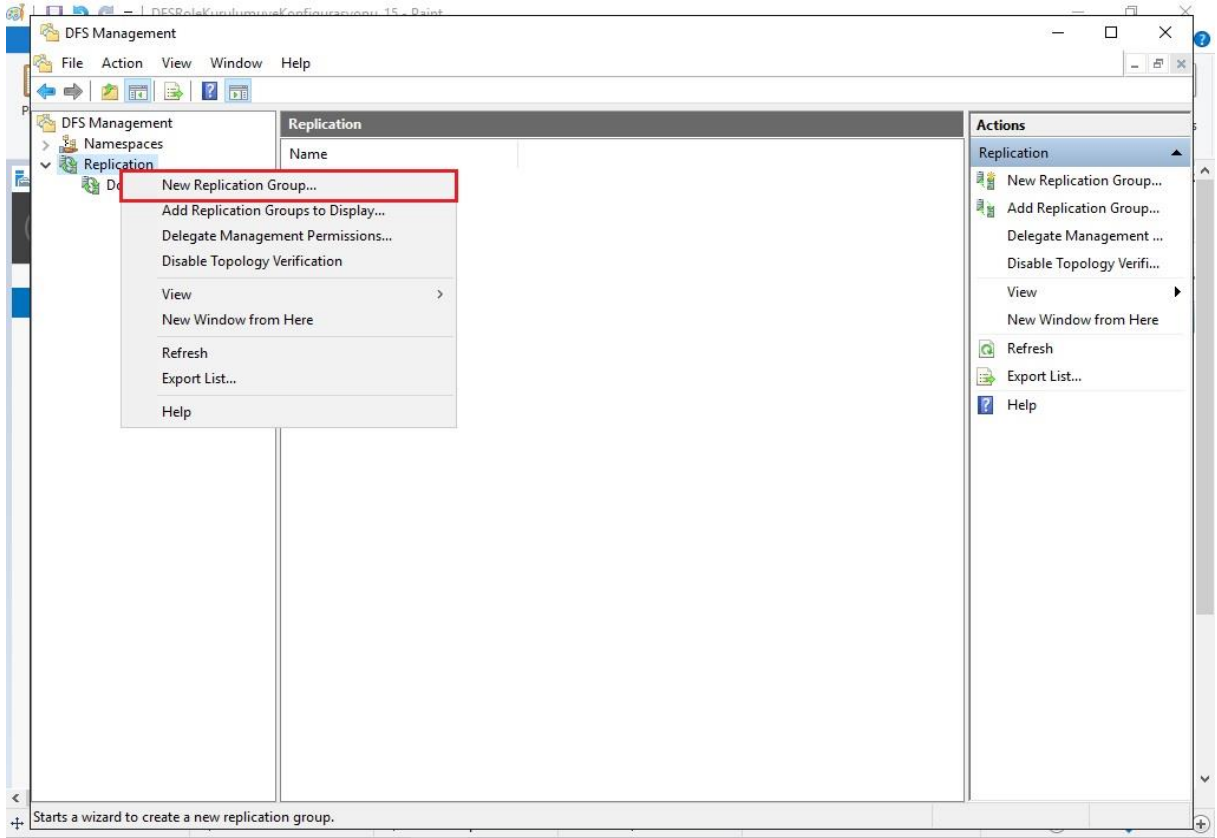 DFSRoleKurulumuveKonfigurasyonu_15 - Paint
DFS Management
File Action View Window Help
DFS Management
Namespaces
Replication
Replication
Name
New Replication Group...
Add Replication Groups to Display...
Delegate Management Permissions...
Disable Topology Verification
View
New Window from Here
Refresh
Export List...
Help
Actions
Replication
New Replication Group...
Add Replication Group...
Delegate Management ...
Disable Topology Verifi...
View
New Window from Here
Refresh
Export List...
Help
Starts a wizard to create a new replication group.